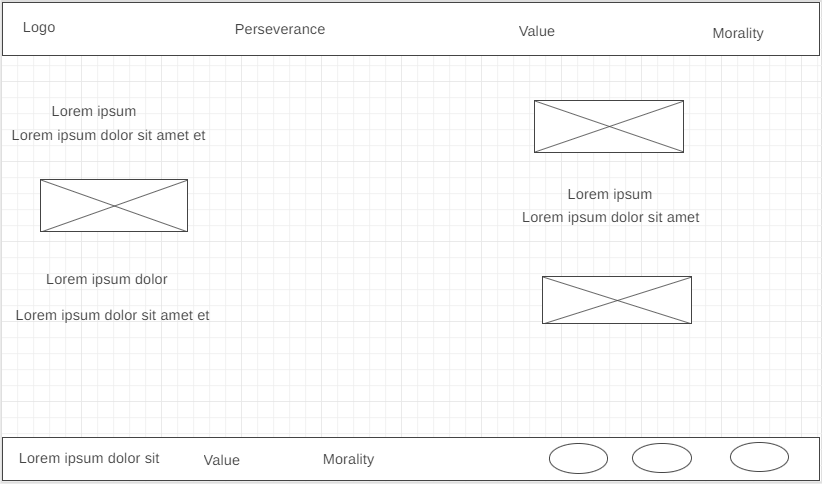 Logo
Perseverance
Value
Morality
Lorem ipsum
Lorem ipsum dolor sit amet et
Lorem ipsum
Lorem ipsum dolor sit amet
Lorem ipsum dolor
Lorem ipsum dolor sit amet et
Lorem ipsum dolor sit
Value
Morality